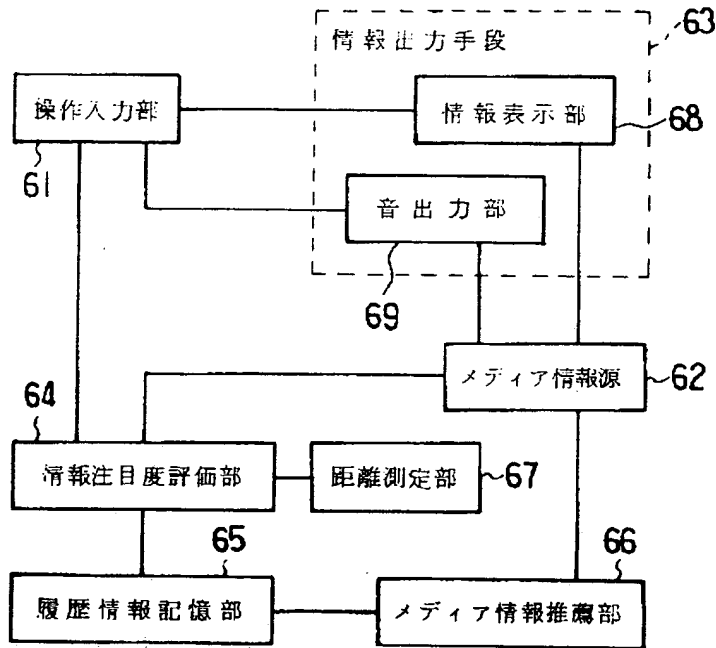 情報出力手段
63
操作入力部
情報表示部
68
61
音出力部
69
メディア情報源
62
64
情報注目度評価部
距離測定部
67
65
66
履歴情報記憶部
メディア情報推薦部